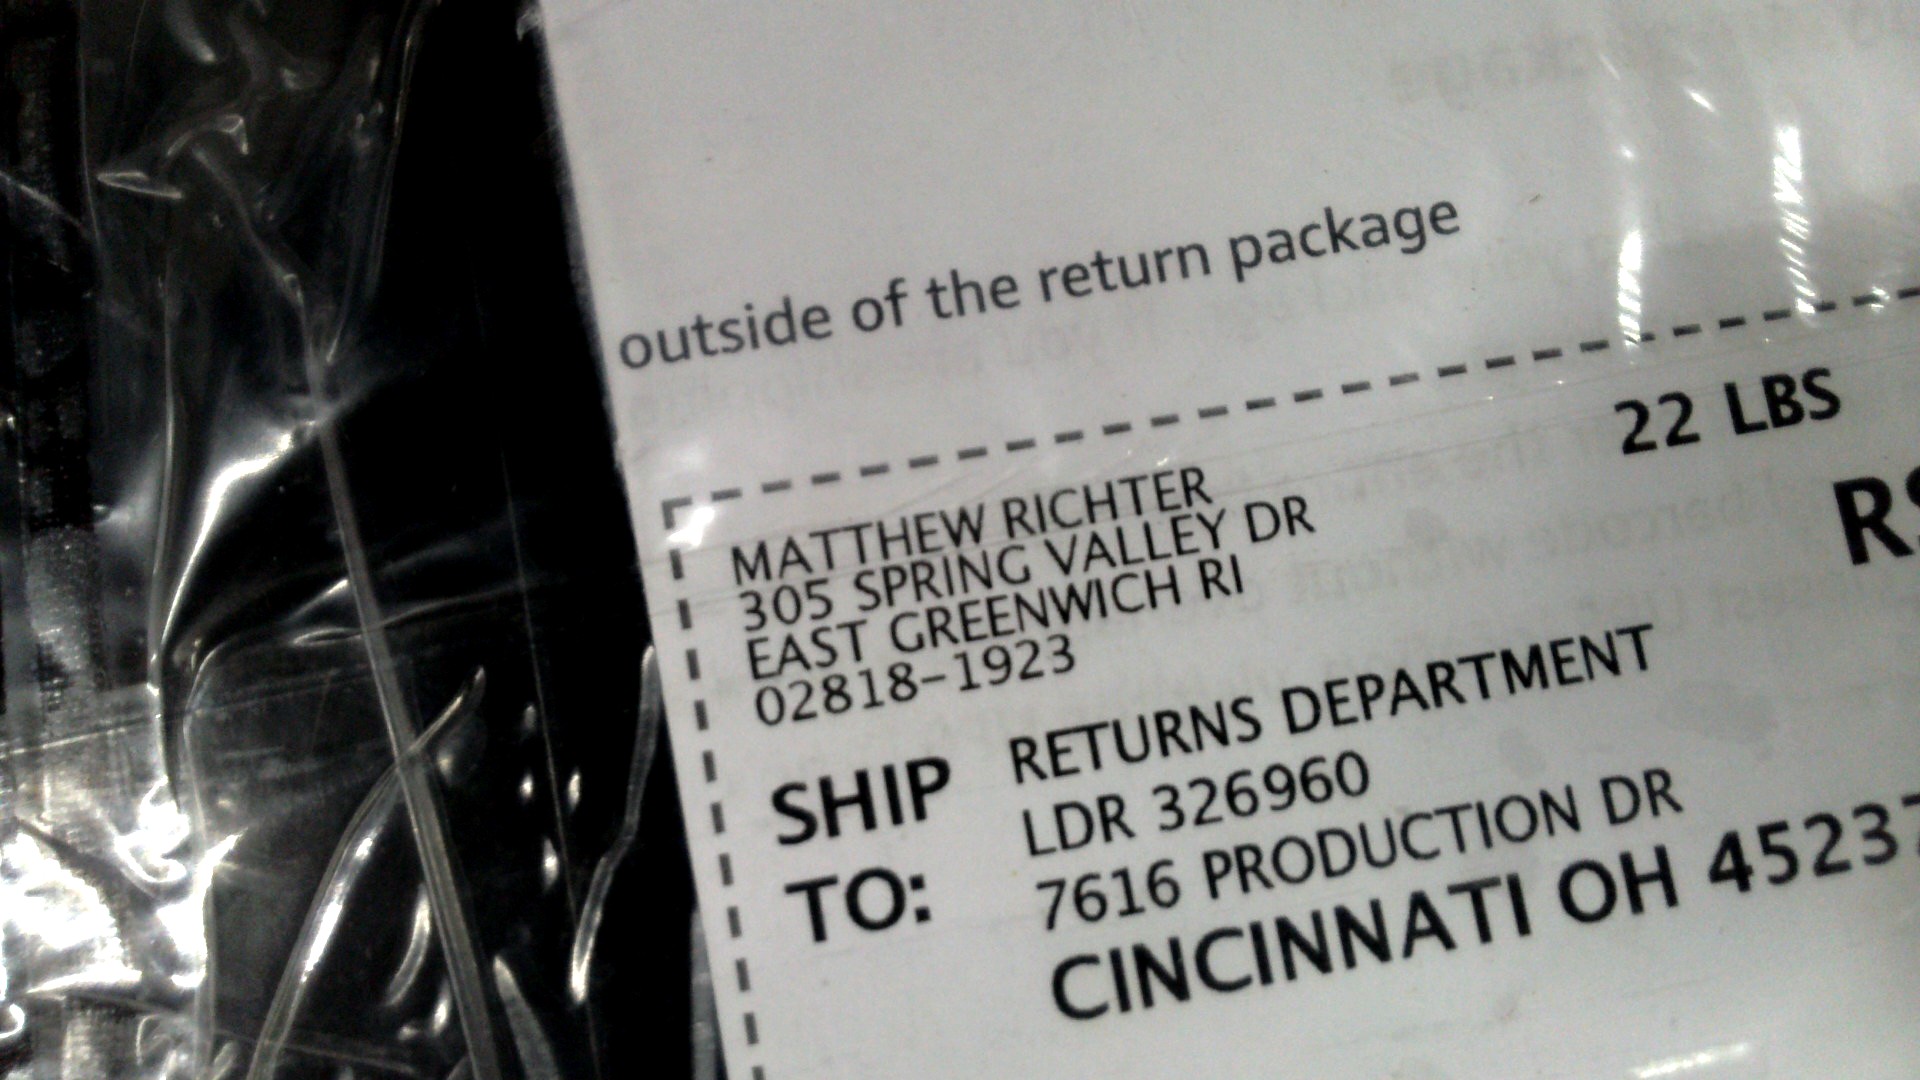 outside of the return package
22 LBS
MATTHEW RICHTER
305 SPRING VALLEY DR
EAST GREENWICH RI
02818-1923
SHIP TO:
RETURNS DEPARTMENT
LDR 326960
7616 PRODUCTION DR
CINCINNATI OH 45237